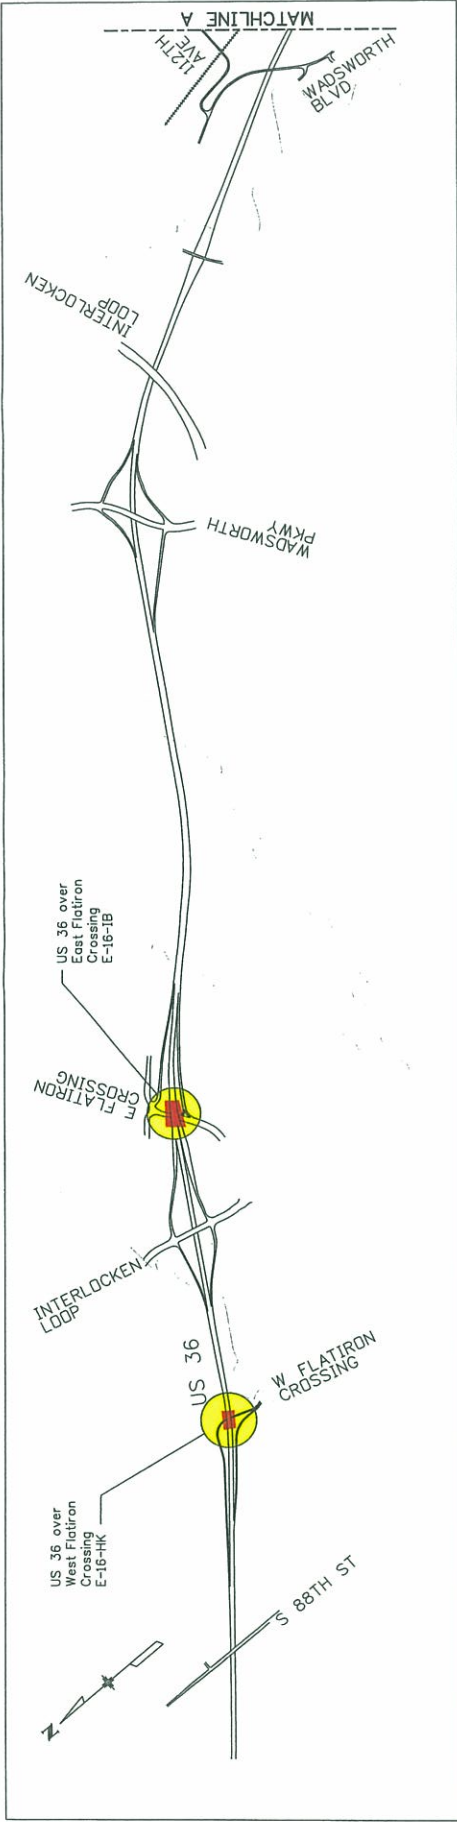 US 36 over
West Flatiron
Crossing
E-16-HK
N
S 88TH ST
US 36
W FLATIRON
CROSSING
INTERLOCKEN
LOOP
E FLATIRON
CROSSING
US 36 over
East Flatiron
Crossing
E-16-IB
WADSWORTH
PKWY
INTERLOCKEN
LOOP
112TH
AVE
WADSWORTH
BLVD
MATCHLINE A